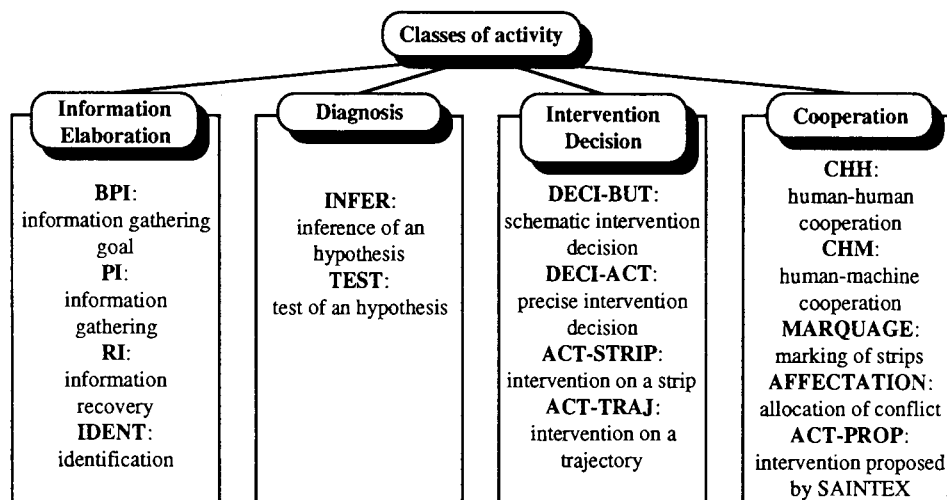 Classes of activity
Information
Elaboration
BPI:
information gathering
goal
PI:
information
gathering
RI:
information
recovery
IDENT:
identification
Diagnosis
INFER:
inference of an
hypothesis
TEST:
test of an hypothesis
Intervention
Decision
DECI-BUT:
schematic intervention
decision
DECI-ACT:
precise intervention
decision
ACT-STRIP:
intervention on a strip
ACT-TRAJ:
intervention on a
trajectory
Cooperation
CHH:
human-human
cooperation
CHM:
human-machine
cooperation
MARQUAGE:
marking of strips
AFFECTATION:
allocation of conflict
ACT-PROP:
intervention proposed
by SAINTEX